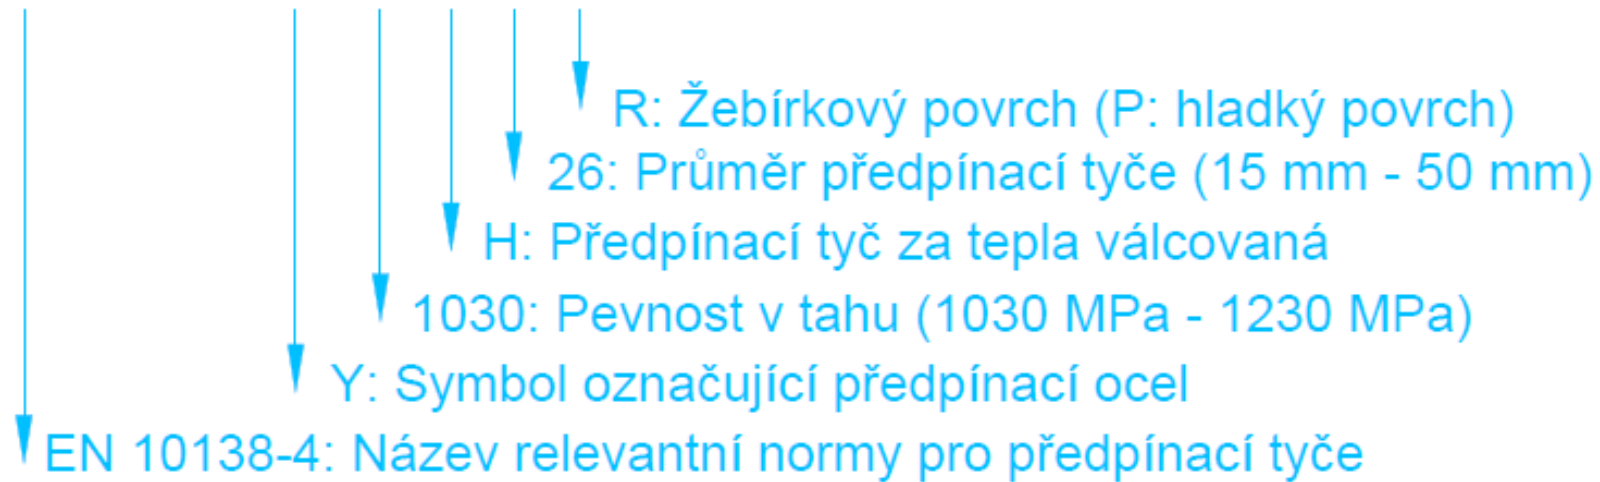 R: Žebírkový povrch (P: hladký povrch)
26: Průměr předpínací tyče (15 mm - 50 mm)
H: Předpínací tyč za tepla válcovaná
1030: Pevnost v tahu (1030 MPa - 1230 MPa)
Y: Symbol označující předpínací ocel
EN 10138-4: Název relevantní normy pro předpínací tyče